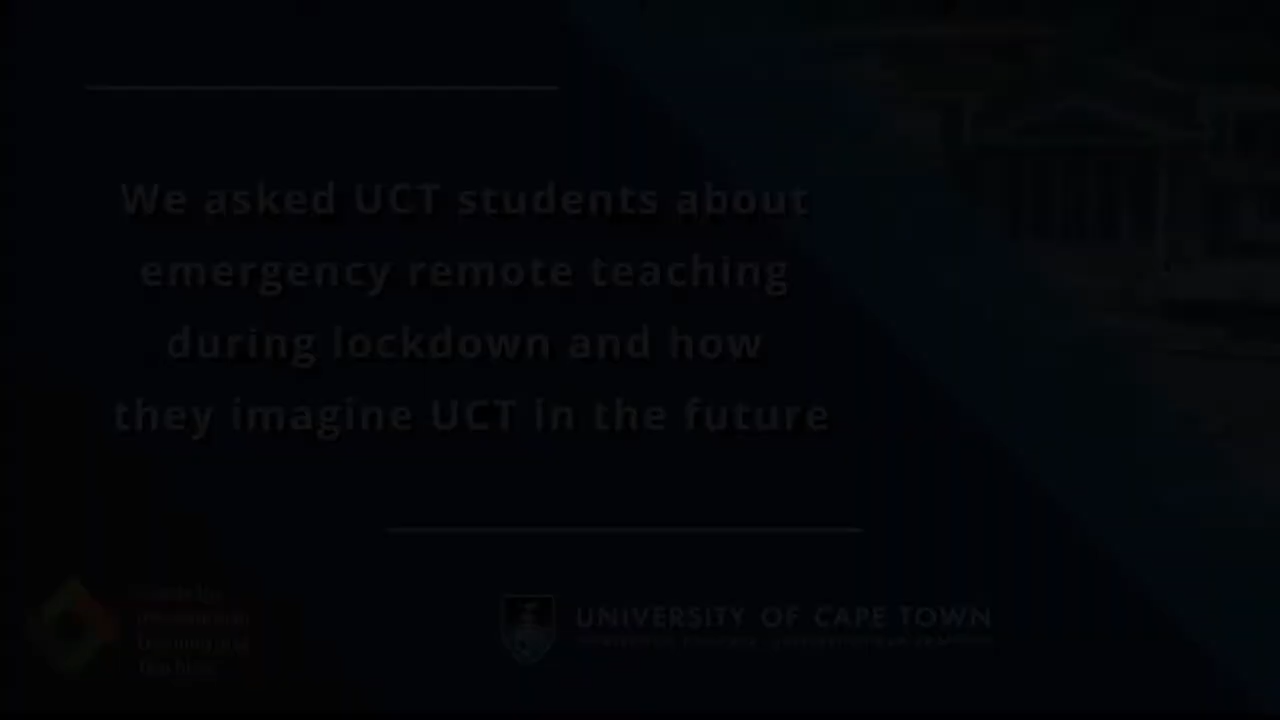 We asked UCT students about
emergency remote teaching
during lockdown and how
they imagine UCT in the future
UNIVERSITY OF CAPE TOWN